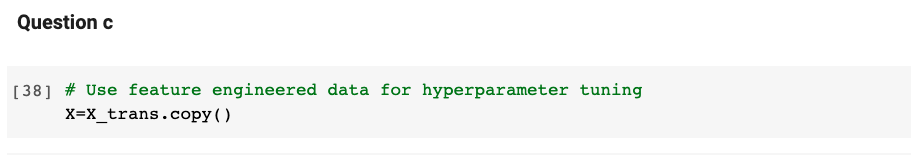 Question c
[38] # Use feature engineered data for hyperparameter tuning
X=X_trans.copy()